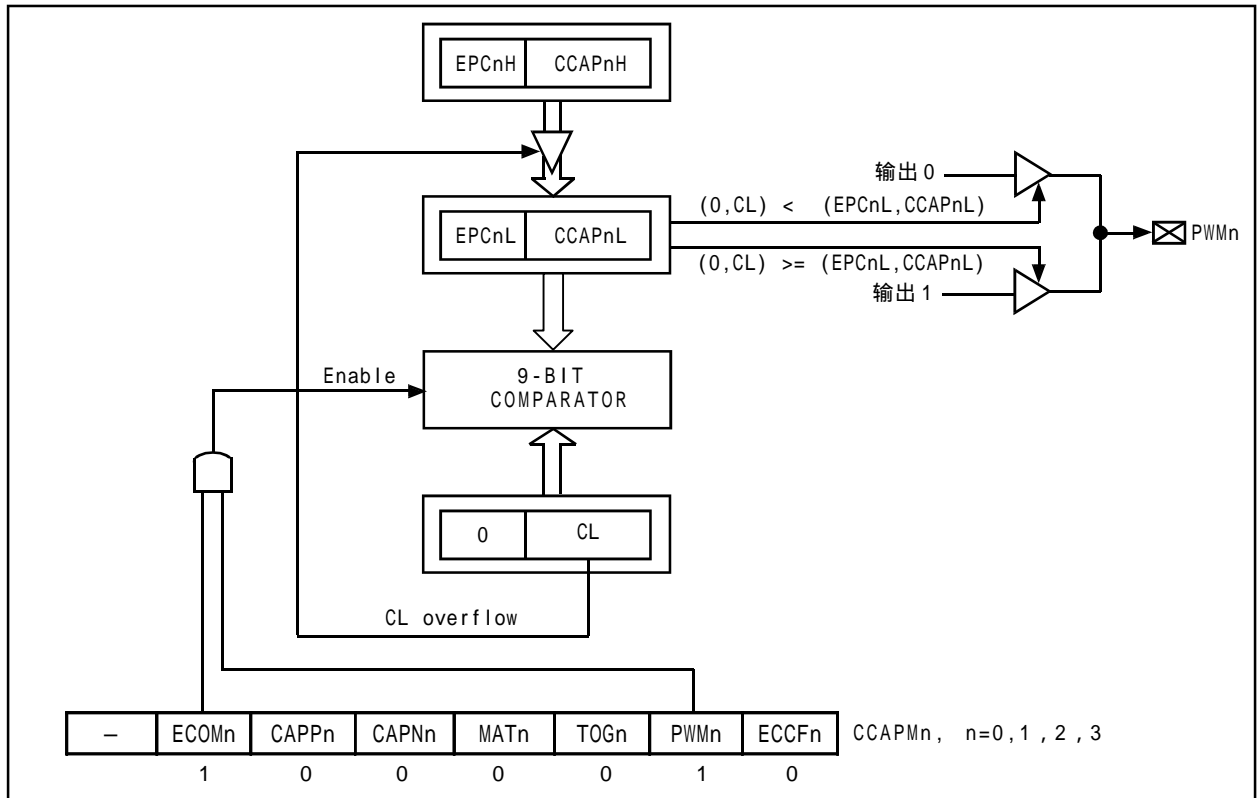 EPCnH CCAPnH
输出0
(0,CL) < (EPCnL,CCAPnL)
EPCnL CCAPnL
PWMn
(0,CL) >= (EPCnL,CCAPnL)
输出1
Enable
9-BIT
COMPARATOR
0 CL
CL overflow
– ECOMn CAPPn CAPNn MATn TOGn PWMn ECCFn CCAPMn, n=0,1,2,3
1 0 0 0 0 1 0